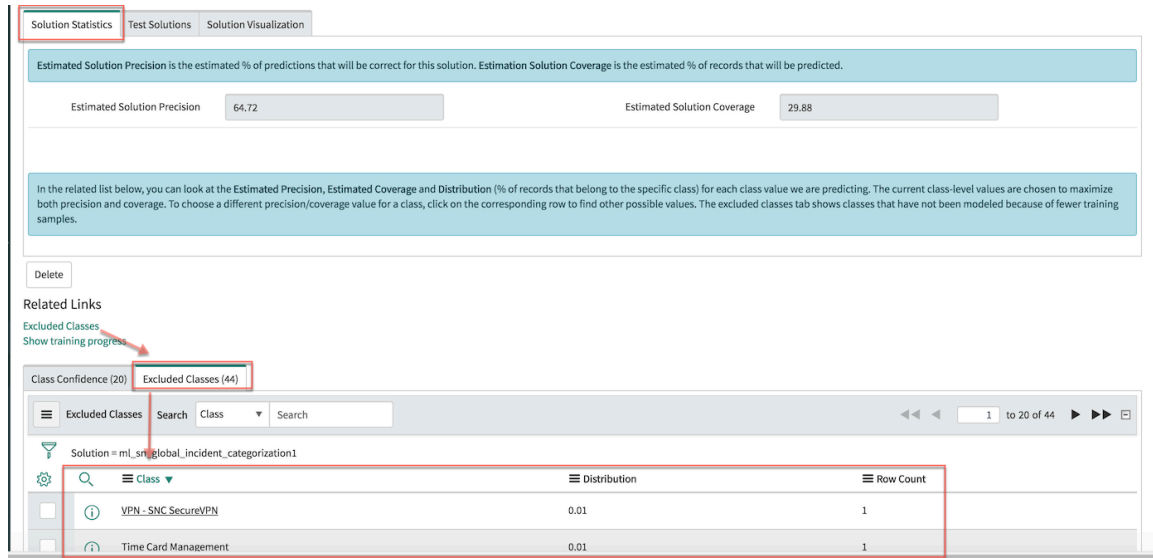 Solution Statistics Test Solutions Solution Visualization
Estimated Solution Precision is the estimated % of predictions that will be correct for this solution. Estimation Solution Coverage is the estimated % of records that will be predicted.
Estimated Solution Precision 64.72 Estimated Solution Coverage 29.88
In the related list below, you can look at the Estimated Precision, Estimated Coverage and Distribution (% of records that belong to the specific class) for each class value we are predicting. The current class-level values are chosen to maximize
both precision and coverage. To choose a different precision/coverage value for a class, click on the corresponding row to find other possible values. The excluded classes tab shows classes that have not been modeled because of fewer training
samples.
Delete
Related Links
Excluded Classes
Show training progress
Class Confidence (20) Excluded Classes (44)
Excluded Classes Search Class Search 1 to 20 of 44
Solution = ml_sn_global_incident_categorization1
Class Distribution Row Count
VPN - SNC SecureVPN 0.01 1
Time Card Management 0.01 1